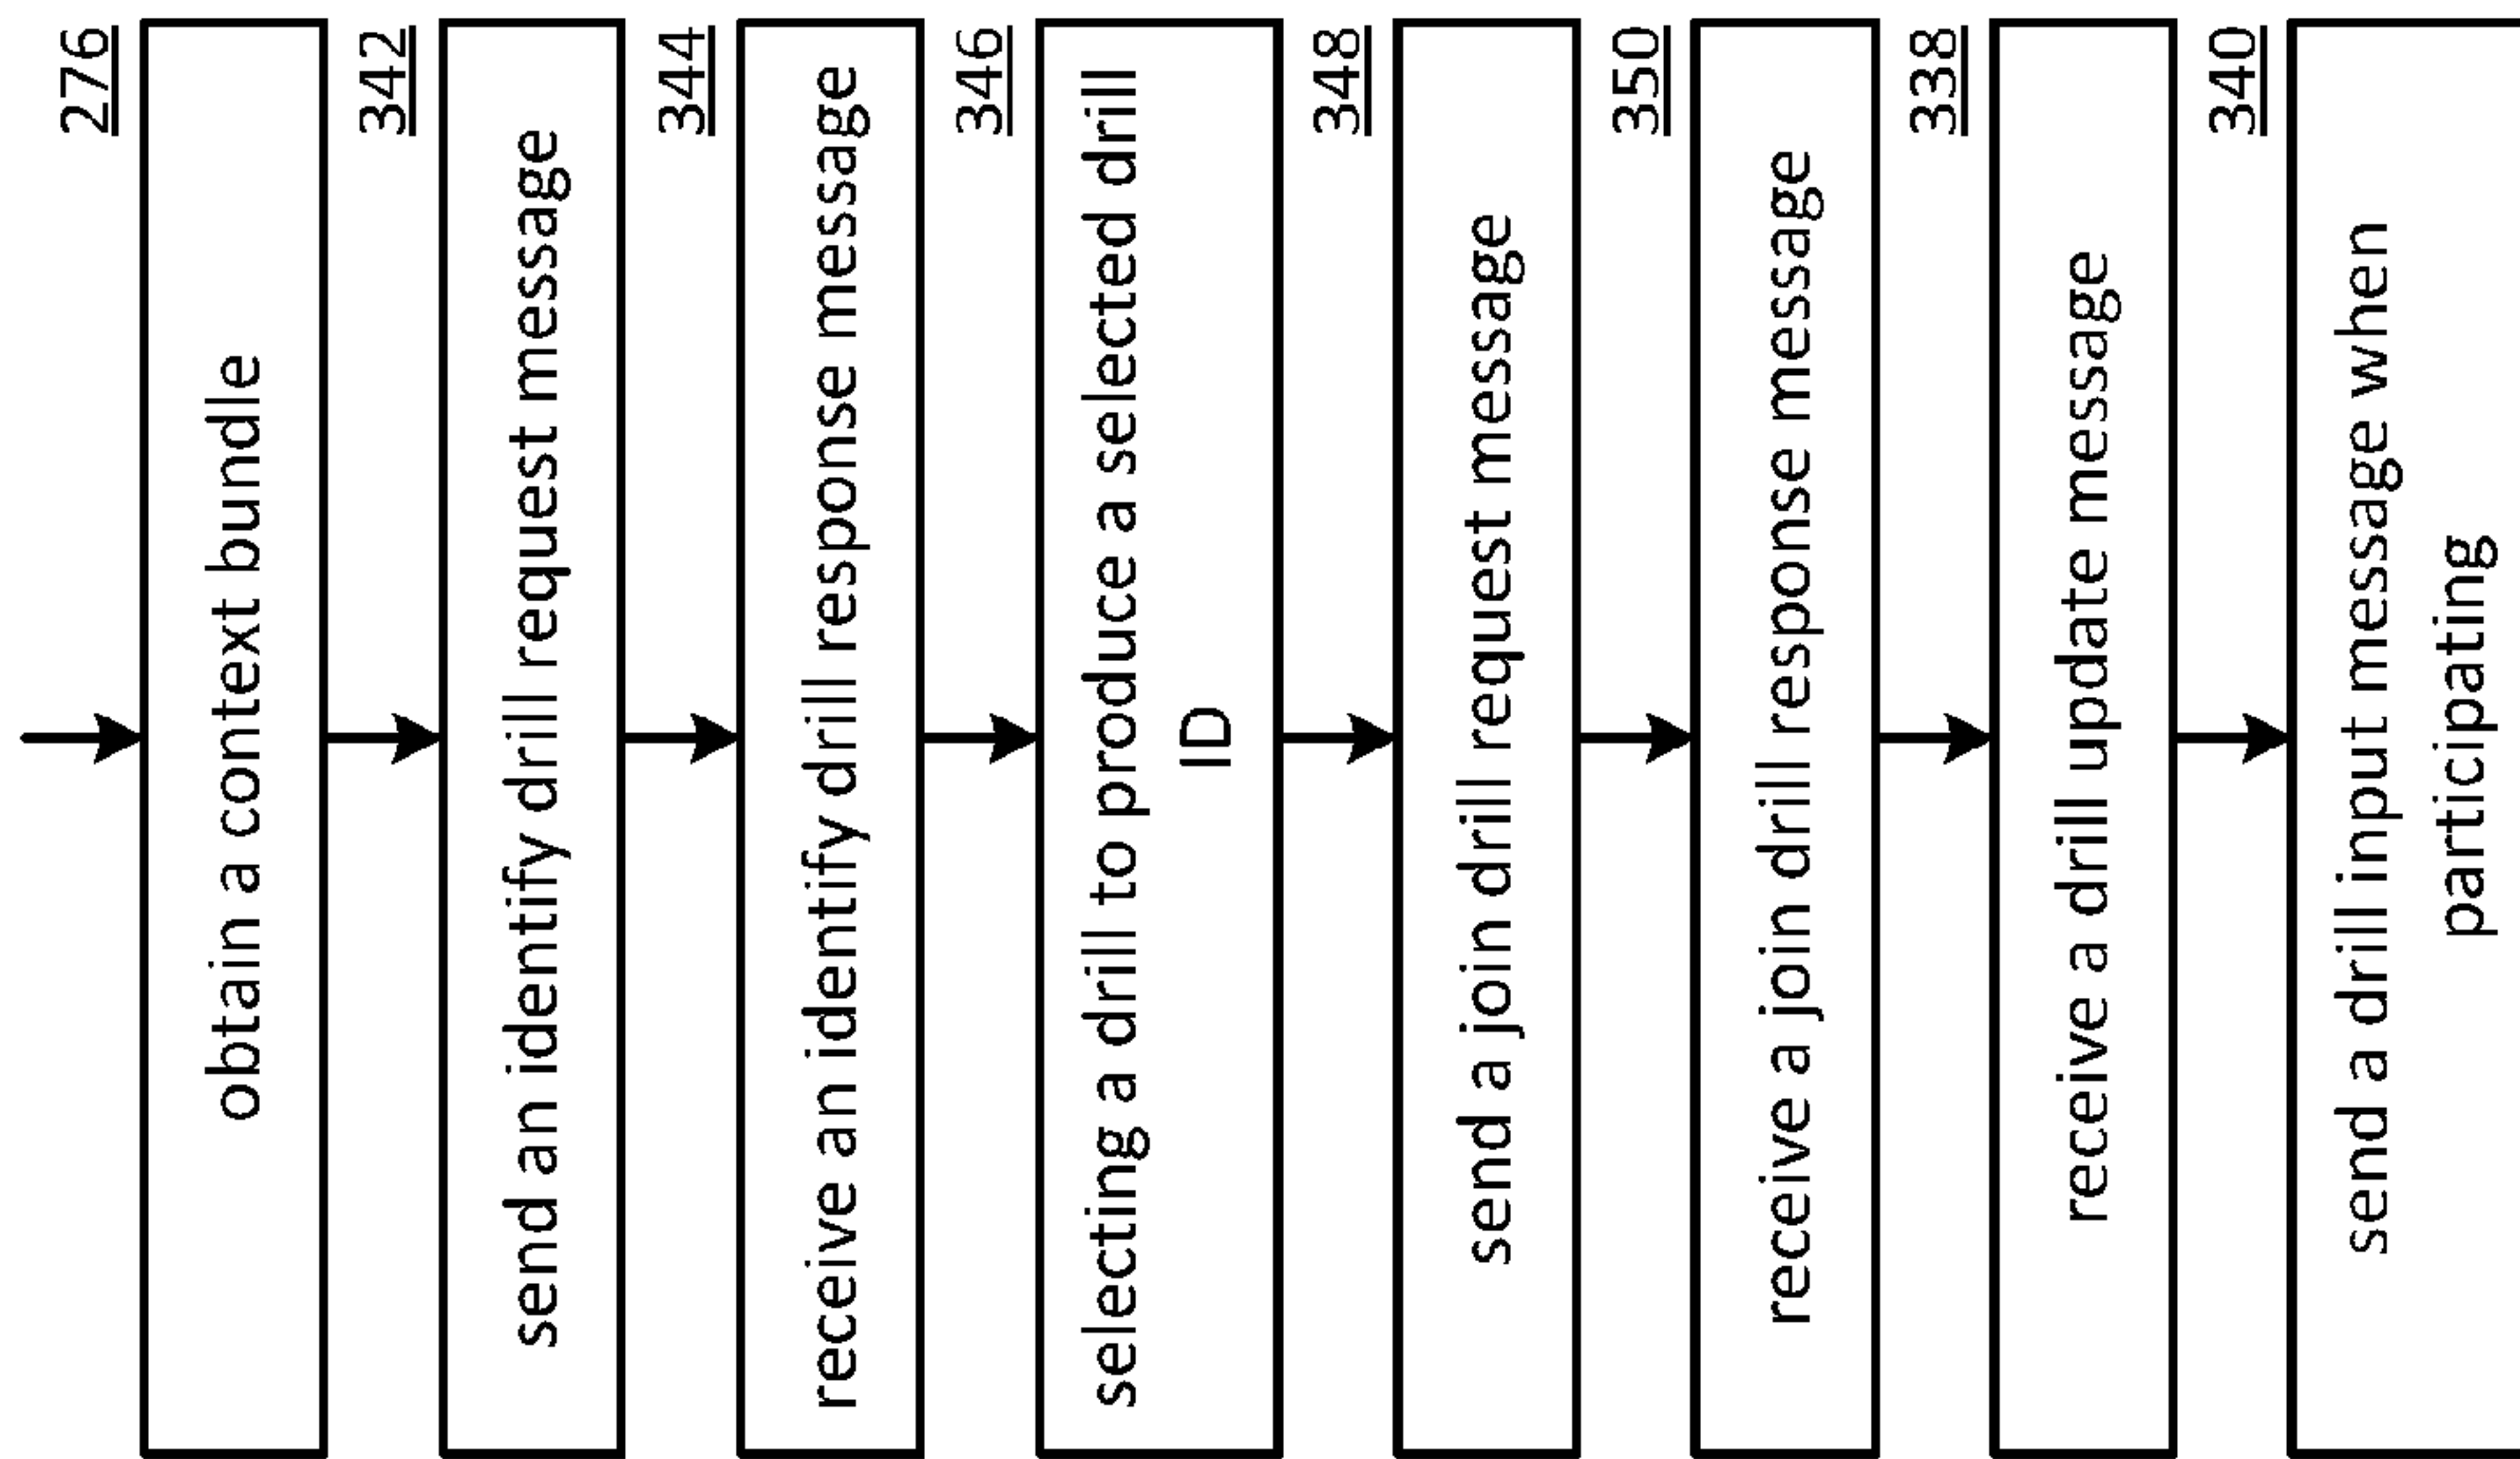 276
obtain a context bundle
342
send an identify drill request message
344
receive an identify drill response message
346
selecting a drill to produce a selected drill
ID
348
send a join drill request message
350
receive a join drill response message
338
receive a drill update message
340
send a drill input message when
participating